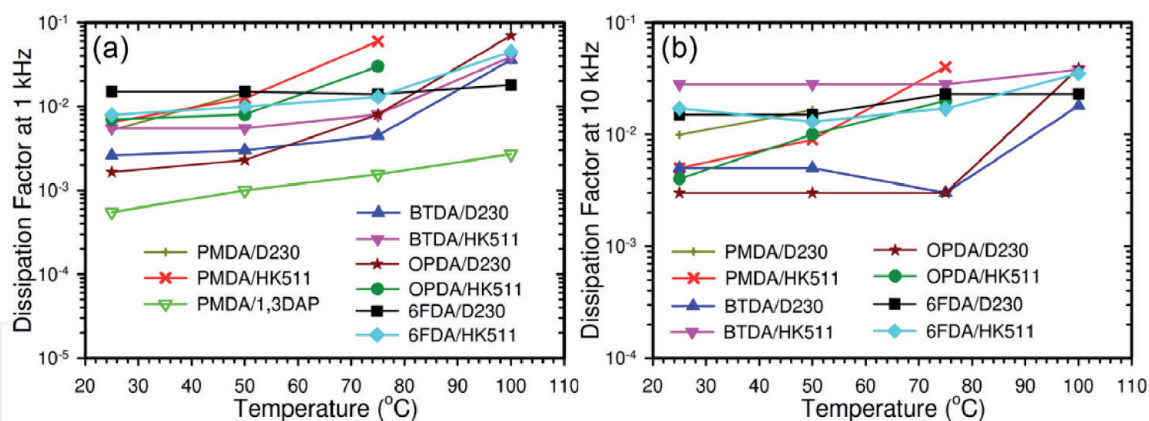 (a)
Dissipation Factor at 1 kHz
10⁻¹
10⁻²
10⁻³
10⁻⁴
10⁻⁵
PMDA/D230
PMDA/HK511
PMDA/1,3DAP
BTDA/D230
BTDA/HK511
OPDA/D230
OPDA/HK511
6FDA/D230
6FDA/HK511
20 30 40 50 60 70 80 90 100 110
Temperature (°C)
(b)
Dissipation Factor at 10 kHz
10⁻¹
10⁻²
10⁻³
10⁻⁴
PMDA/D230
PMDA/HK511
BTDA/D230
BTDA/HK511
OPDA/D230
OPDA/HK511
6FDA/D230
6FDA/HK511
20 30 40 50 60 70 80 90 100 110
Temperature (°C)